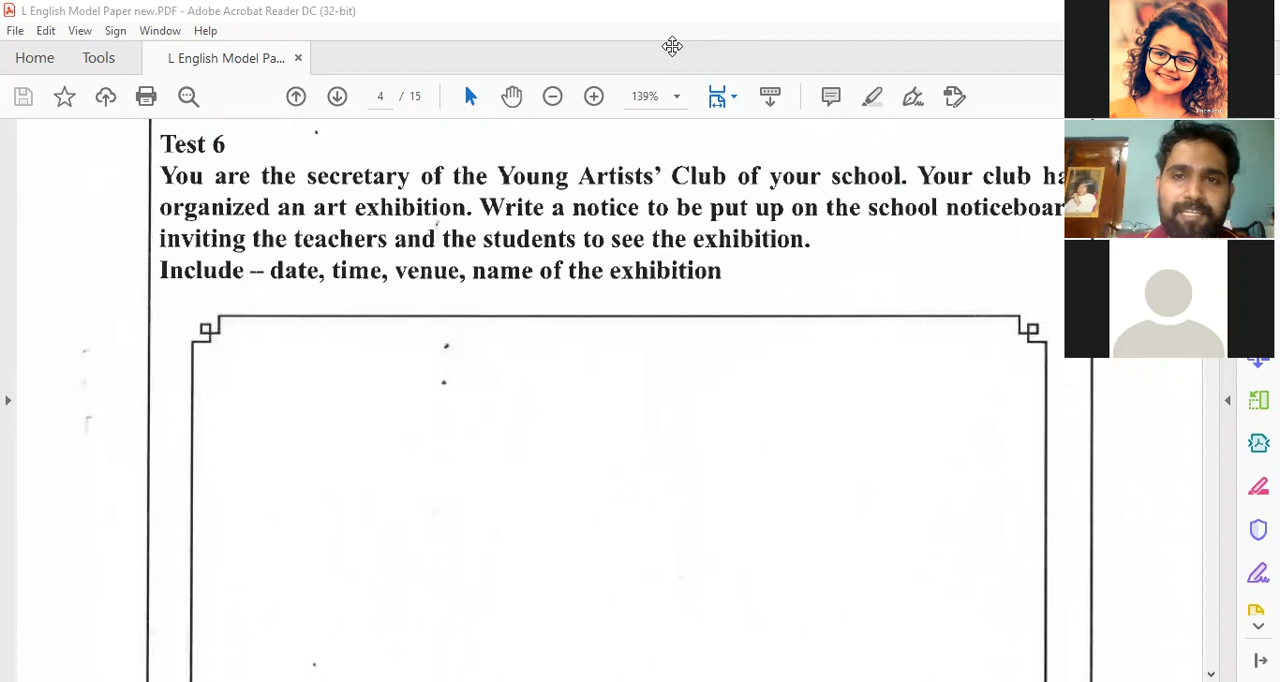 L English Model Paper new.PDF - Adobe Acrobat Reader DC (32-bit)
File Edit View Sign Window Help
Home Tools L English Model Pa... ×
4 / 15 139%
Test 6
You are the secretary of the Young Artists’ Club of your school. Your club
organized an art exhibition. Write a notice to be put up on the school
inviting the teachers and the students to see the exhibition.
Include – date, time, venue, name of the exhibition